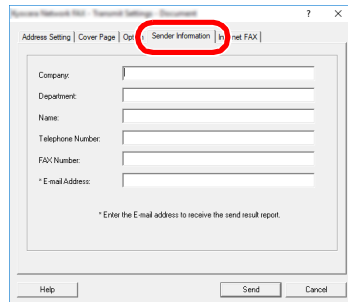 Kyocera Network FAX - Transmit Settings - Document ? ×
Address Setting Cover Page Option Sender Information Internet FAX
Company:
Department:
Name:
Telephone Number:
FAX Number:
* E-mail Address:
* Enter the E-mail address to receive the send result report.
Help Send Cancel